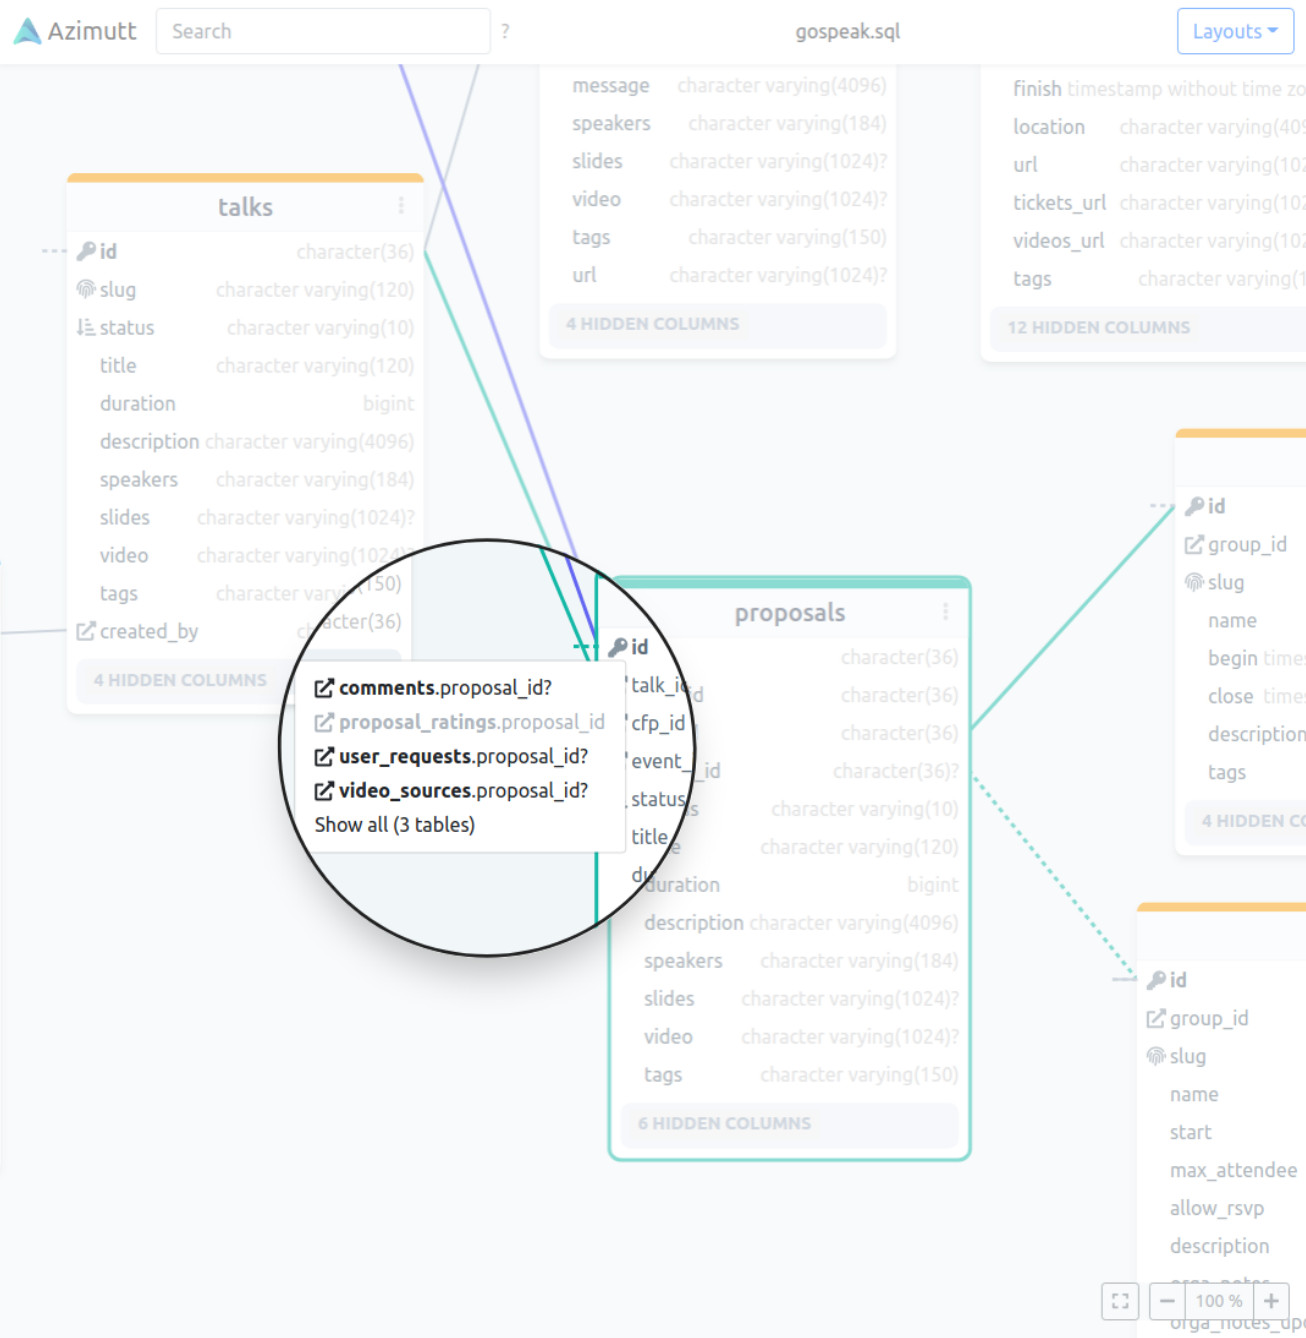 Azimutt
Search
?
gospeak.sql
Layouts
message character varying(4096)
speakers character varying(184)
slides character varying(1024)?
video character varying(1024)?
tags character varying(150)
url character varying(1024)?
4 HIDDEN COLUMNS
finish timestamp without time zo
location character varying(409
url character varying(102
tickets_url character varying(102
videos_url character varying(102
tags character varying(1
12 HIDDEN COLUMNS
talks
id character(36)
slug character varying(120)
status character varying(10)
title character varying(120)
duration bigint
description character varying(4096)
speakers character varying(184)
slides character varying(1024)?
video character varying(1024)?
tags character varying(150)
created_by character(36)
4 HIDDEN COLUMNS
comments.proposal_id?
proposal_ratings.proposal_id
user_requests.proposal_id?
video_sources.proposal_id?
Show all (3 tables)
proposals
id character(36)
talk_id character(36)
cfp_id character(36)
event_id character(36)?
status character varying(10)
title character varying(120)
duration bigint
description character varying(4096)
speakers character varying(184)
slides character varying(1024)?
video character varying(1024)?
tags character varying(150)
6 HIDDEN COLUMNS
id
group_id
slug
name
begin times
close times
description
tags
4 HIDDEN CO
id
group_id
slug
name
start
max_attendee
allow_rsvp
description
orga_notes
orga_notes_upd
100 %